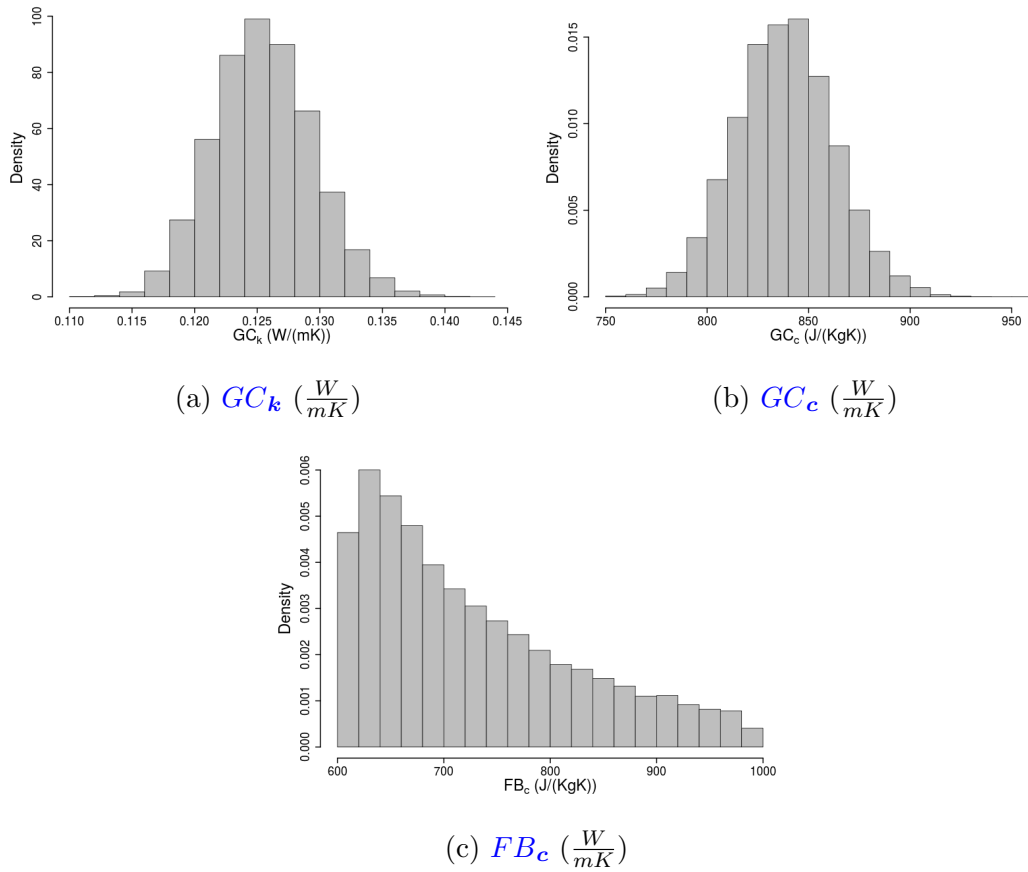 100
80
60
40
20
0
Density
0.110 0.115 0.120 0.125 0.130 0.135 0.140 0.145
GCk (W/(mK))
(a) GCk (W/mK)
0.015
0.010
0.005
0.000
Density
750 800 850 900 950
GCc (J/(KgK))
(b) GCc (W/mK)
0.006
0.005
0.004
0.003
0.002
0.001
0.000
Density
600 700 800 900 1000
FBc (J/(KgK))
(c) FBc (W/mK)